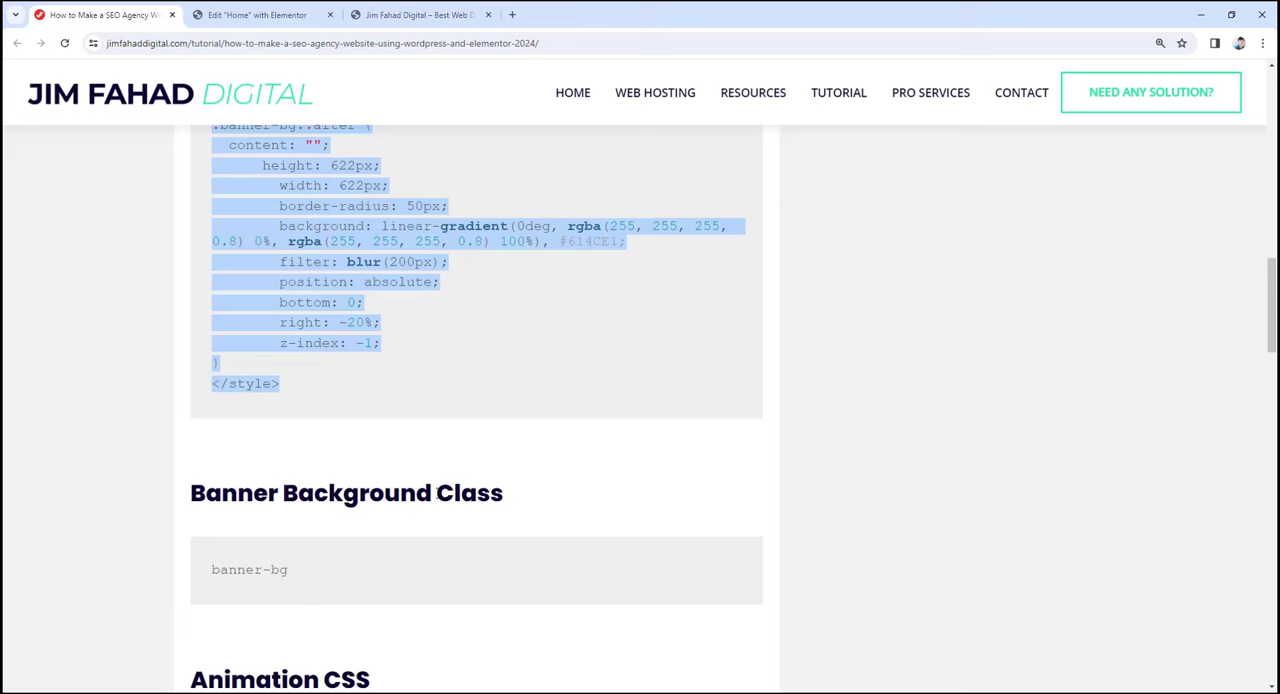 How to Make a SEO Agency We
Edit "Home" with Elementor
Jim Fahad Digital – Best Web D
jimfahaddigital.com/tutorial/how-to-make-a-seo-agency-website-using-wordpress-and-elementor-2024/
JIM FAHAD DIGITAL
HOME
WEB HOSTING
RESOURCES
TUTORIAL
PRO SERVICES
CONTACT
NEED ANY SOLUTION?
.banner-bg::after {
content: "";
height: 622px;
width: 622px;
border-radius: 50px;
background: linear-gradient(0deg, rgba(255, 255, 255,
0.8) 0%, rgba(255, 255, 255, 0.8) 100%), #614CE1;
filter: blur(200px);
position: absolute;
bottom: 0;
right: -20%;
z-index: -1;
}
</style>
Banner Background Class
banner-bg
Animation CSS